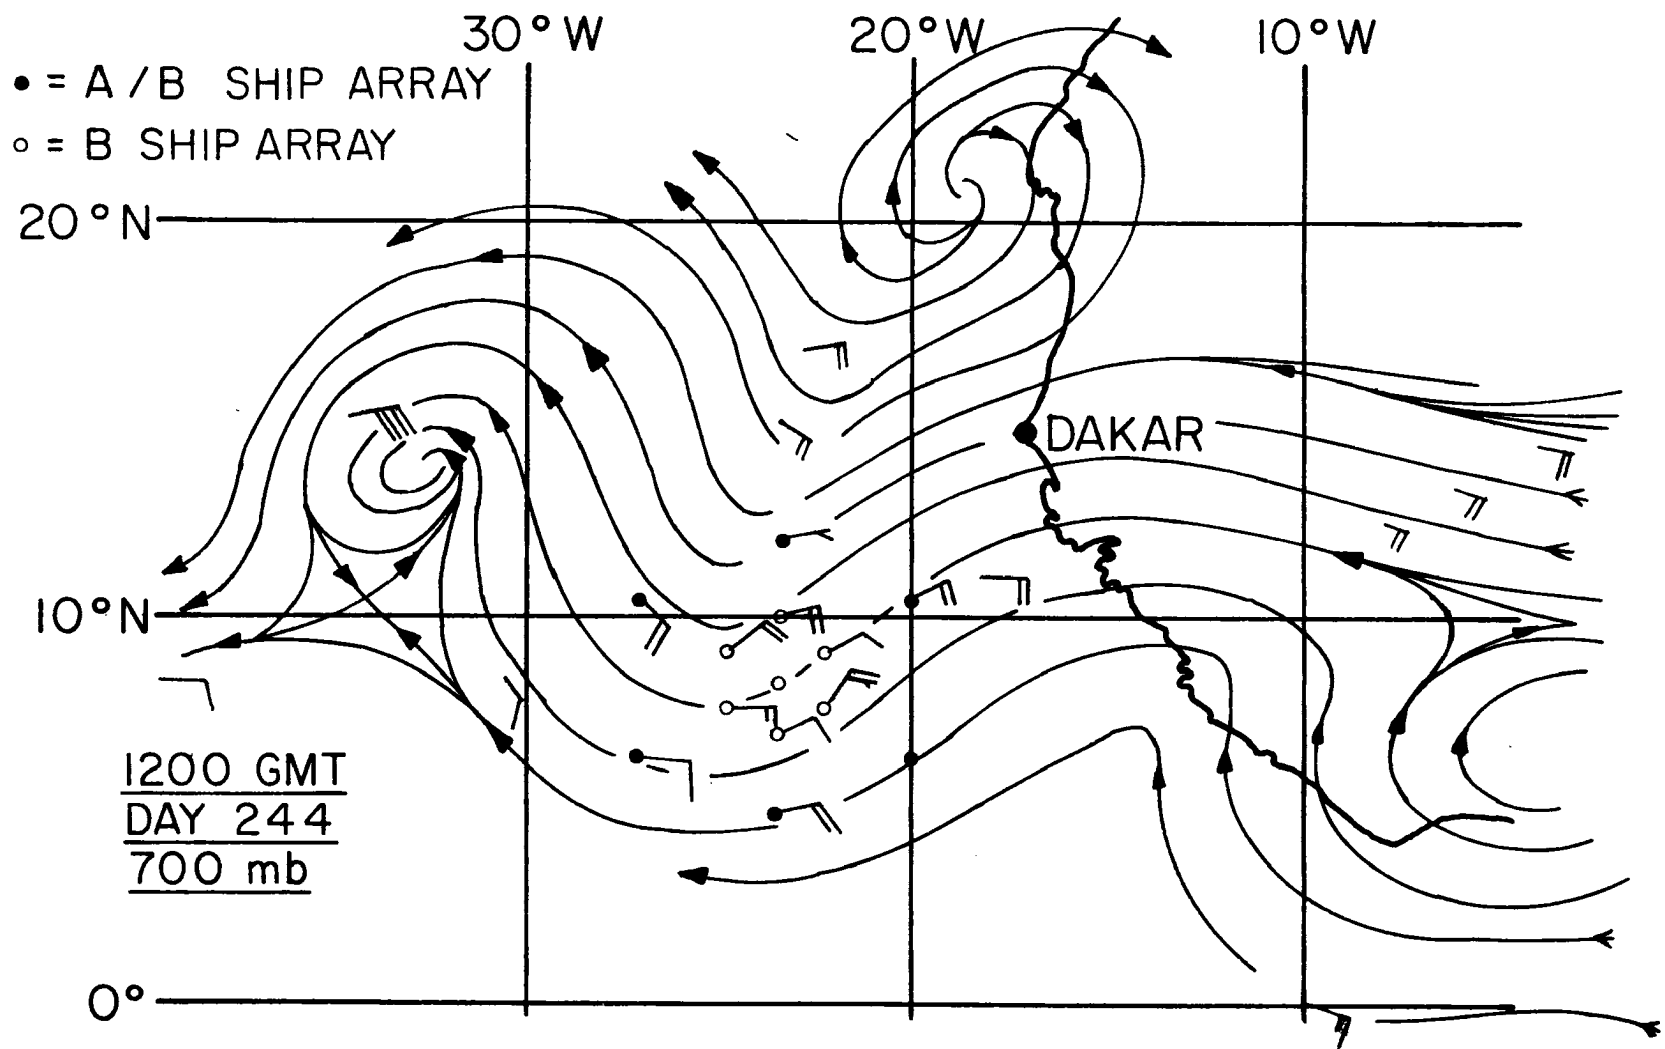 30°W 20°W 10°W
● = A/B SHIP ARRAY
○ = B SHIP ARRAY
20°N
DAKAR
10°N
1200 GMT
DAY 244
700 mb
0°